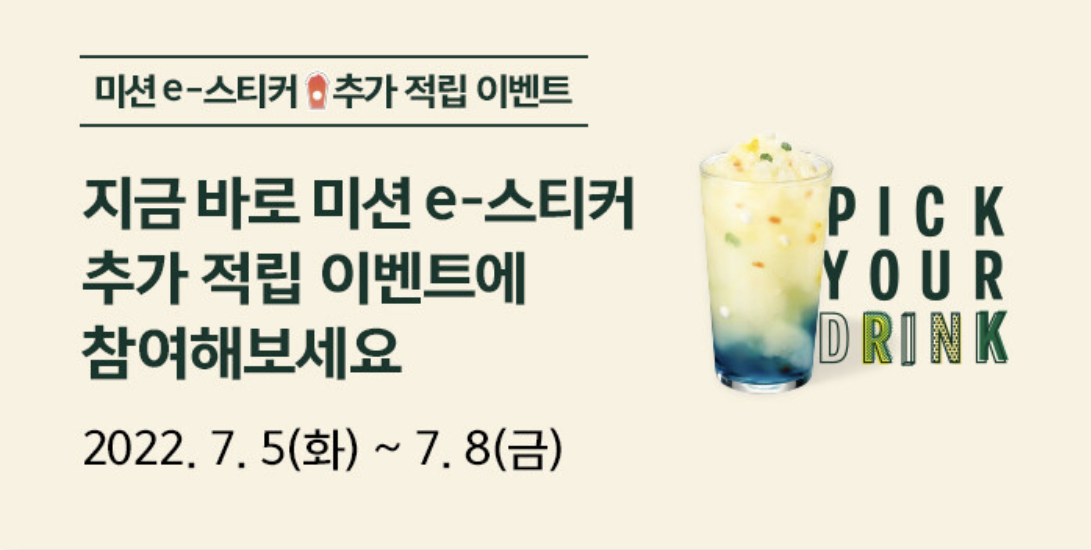 미션 e-스티커 추가 적립 이벤트
지금 바로 미션 e-스티커
추가 적립 이벤트에
참여해보세요
2022. 7. 5(화) ~ 7. 8(금)
PICK
YOUR
DRINK